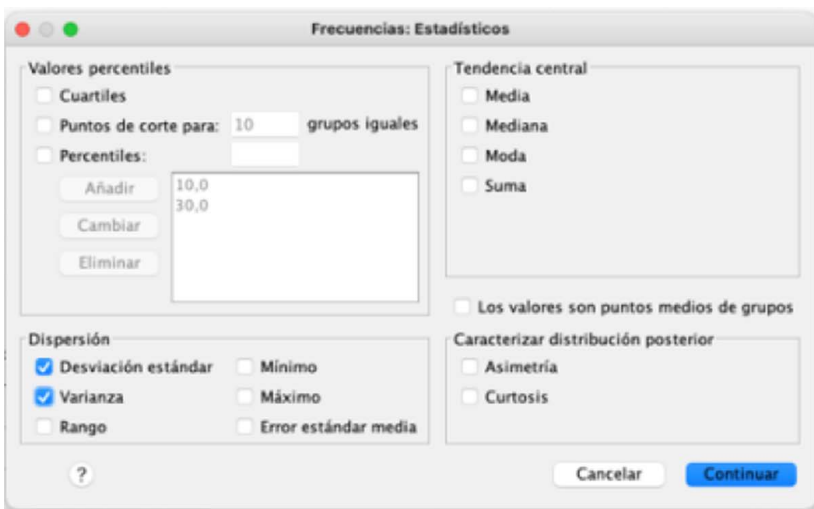 Frecuencias: Estadísticos
Valores percentiles
Cuartiles
Puntos de corte para: 10 grupos iguales
Percentiles:
Añadir
Cambiar
Eliminar
10,0
30,0
Tendencia central
Media
Mediana
Moda
Suma
Los valores son puntos medios de grupos
Dispersión
Desviación estándar
Mínimo
Varianza
Máximo
Rango
Error estándar media
Caracterizar distribución posterior
Asimetría
Curtosis
?
Cancelar
Continuar